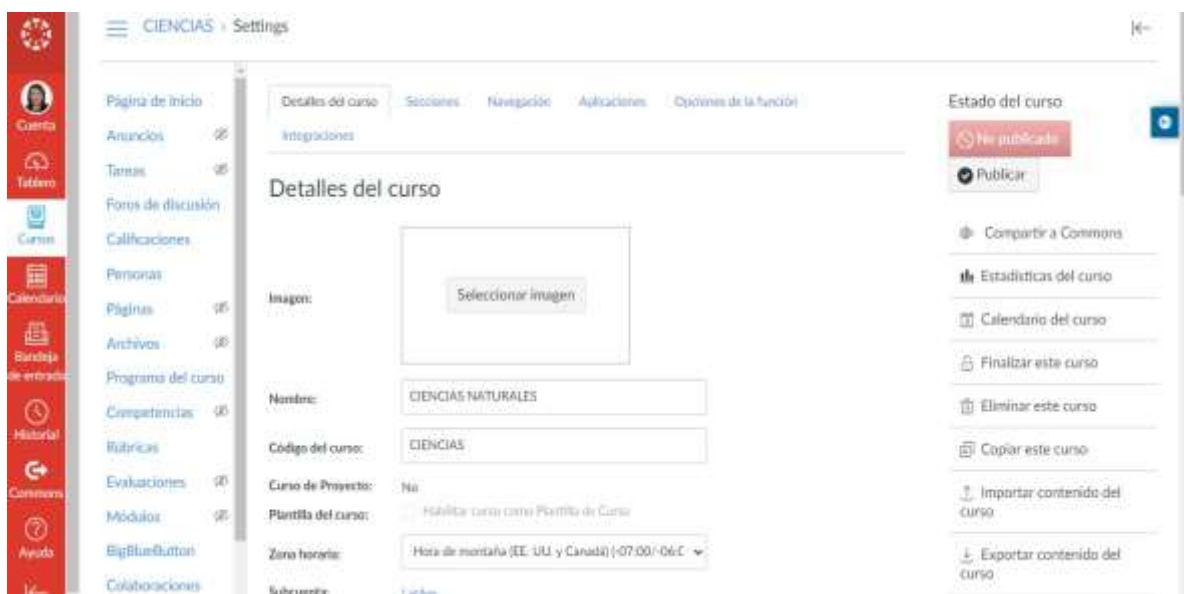 CIENCIAS › Settings
Cuenta
Tablero
Cursos
Calendario
Bandeja
de entrada
Historial
Commons
Ayuda
Página de Inicio
Anuncios
Tareas
Foros de discusión
Calificaciones
Personas
Páginas
Archivos
Programa del curso
Competencias
Rúbricas
Evaluaciones
Módulos
BigBlueButton
Colaboraciones
Detalles del curso Secciones Navegación Aplicaciones Opciones de la función
Integraciones
Detalles del curso
Imagen: Seleccionar imagen
Nombre: CIENCIAS NATURALES
Código del curso: CIENCIAS
Curso de Proyecto: No
Plantilla del curso: Habilitar curso como Plantilla de Curso
Zona horaria: Hora de montaña (EE. UU. y Canadá) (-07:00/-06:0
Subcuenta:
Estado del curso
No publicado
Publicar
Compartir a Commons
Estadísticas del curso
Calendario del curso
Finalizar este curso
Eliminar este curso
Copiar este curso
Importar contenido del
curso
Exportar contenido del
curso